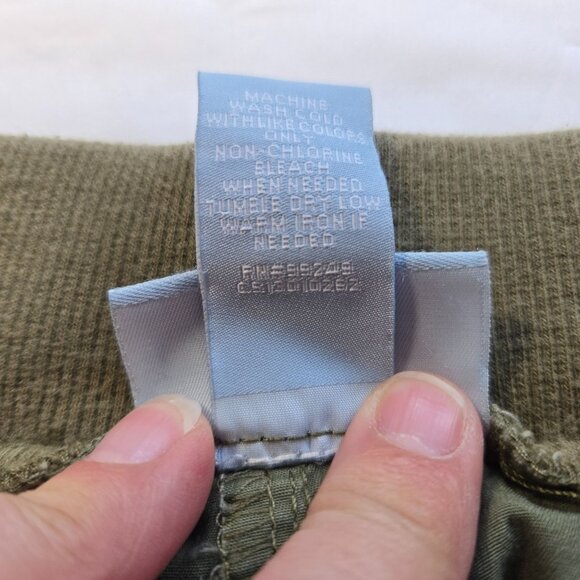 MACHINE
WASH COLD
WITH LIKE COLORS
ONLY
NON-CHLORINE
BLEACH
WHEN NEEDED
TUMBLE DRY LOW
WARM IRON IF
NEEDED
RN#